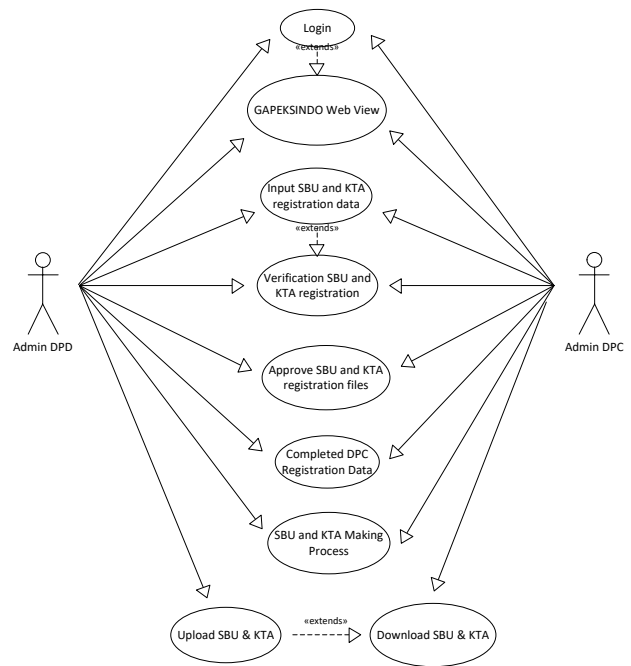 Login
«extends»
GAPEKSINDO Web View
Input SBU and KTA
registration data
«extends»
Verification SBU and
KTA registration
Admin DPD
Admin DPC
Approve SBU and KTA
registration files
Completed DPC
Registration Data
SBU and KTA Making
Process
«extends»
Upload SBU & KTA
Download SBU & KTA